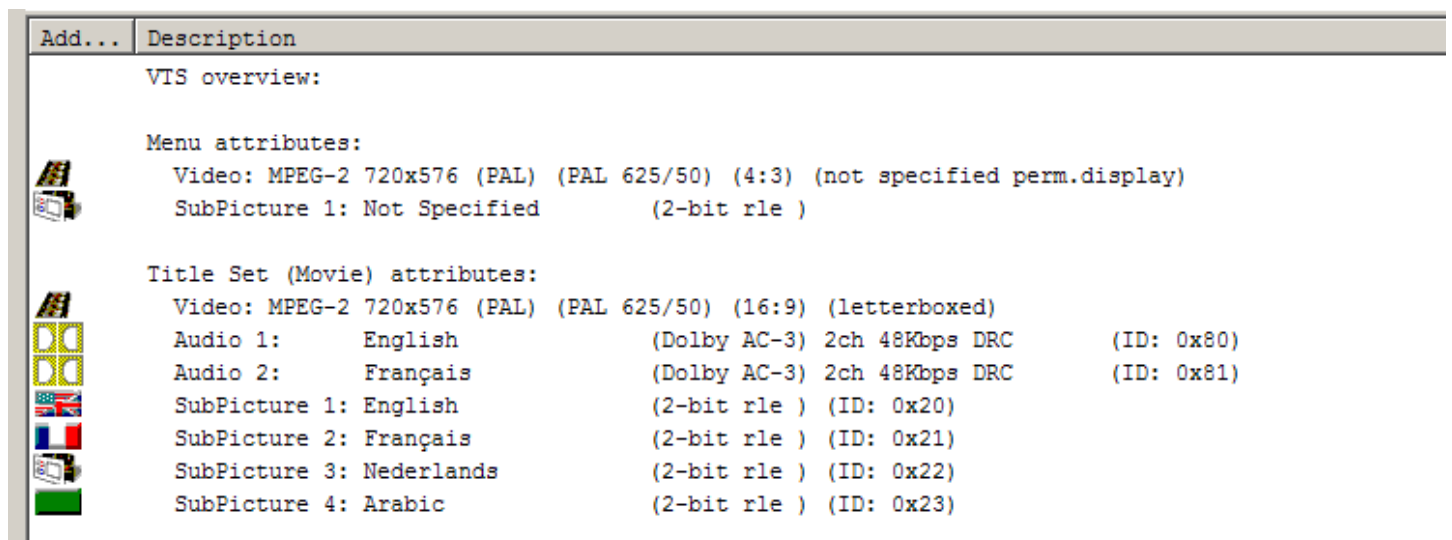 Add... Description
VTS overview:
Menu attributes:
Video: MPEG-2 720x576 (PAL) (PAL 625/50) (4:3) (not specified perm.display)
SubPicture 1: Not Specified (2-bit rle )
Title Set (Movie) attributes:
Video: MPEG-2 720x576 (PAL) (PAL 625/50) (16:9) (letterboxed)
Audio 1: English (Dolby AC-3) 2ch 48Kbps DRC (ID: 0x80)
Audio 2: Français (Dolby AC-3) 2ch 48Kbps DRC (ID: 0x81)
SubPicture 1: English (2-bit rle ) (ID: 0x20)
SubPicture 2: Français (2-bit rle ) (ID: 0x21)
SubPicture 3: Nederlands (2-bit rle ) (ID: 0x22)
SubPicture 4: Arabic (2-bit rle ) (ID: 0x23)